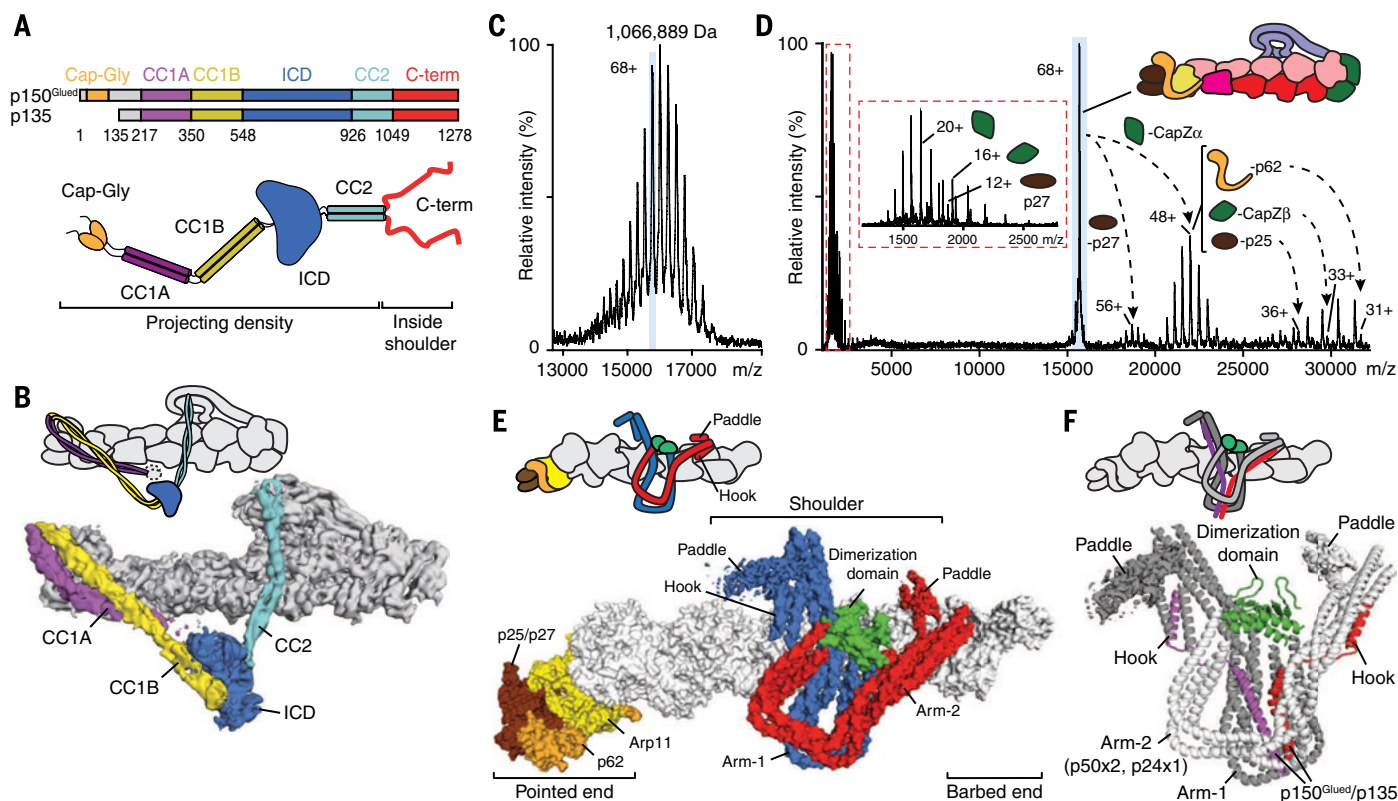 A
Cap-Gly CC1A CC1B ICD CC2 C-term
p150Glued
p135
1 135 217 350 548 926 1049 1278
Cap-Gly
CC1A
CC1B
ICD
CC2
C-term
Projecting density
Inside
shoulder
B
CC1A
CC1B
ICD
CC2
C
1,066,889 Da
68+
100
Relative intensity (%)
0
13000 15000 17000 m/z
D
100
Relative intensity (%)
0
68+
20+
16+
12+
p27
1500 2000 2500 m/z
-CapZα
-p62
-CapZβ
-p25
-p27
48+
56+
36+
33+
31+
5000 10000 15000 20000 25000 30000 m/z
E
Paddle
Hook
Shoulder
Paddle
Hook
Dimerization
domain
Paddle
p25/p27
Arp11
p62
Arm-1
Arm-2
Pointed end
Barbed end
F
Paddle
Dimerization
domain
Paddle
Hook
Hook
Arm-2
(p50x2, p24x1)
Arm-1
p150Glued/p135